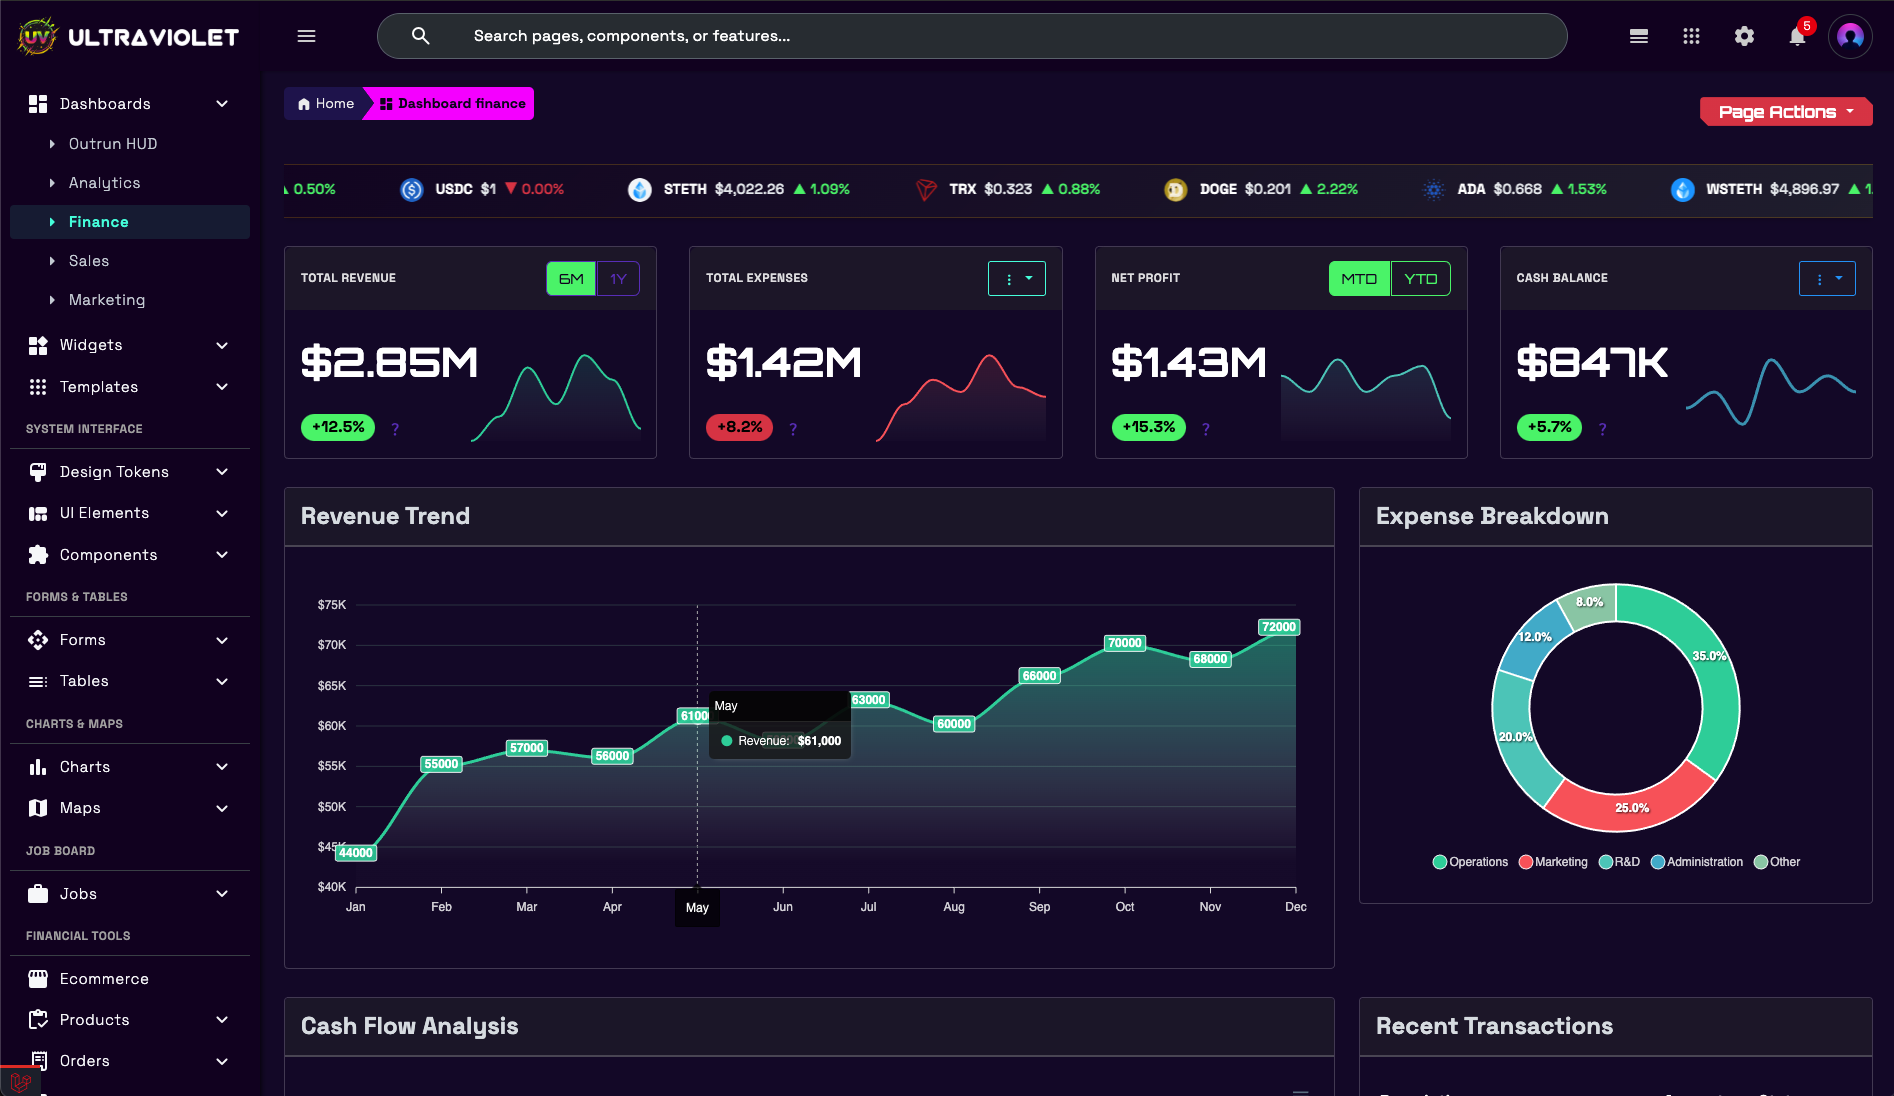 UV ULTRAVIOLET
Search pages, components, or features...
5
Dashboards
Outrun HUD
Analytics
Finance
Sales
Marketing
Widgets
Templates
SYSTEM INTERFACE
Design Tokens
UI Elements
Components
FORMS & TABLES
Forms
Tables
CHARTS & MAPS
Charts
Maps
JOB BOARD
Jobs
FINANCIAL TOOLS
Ecommerce
Products
Orders
Home Dashboard finance
Page Actions
▲ 0.50% USDC $1 ▼ 0.00% STETH $4,022.26 ▲ 1.09% TRX $0.323 ▲ 0.88% DOGE $0.201 ▲ 2.22% ADA $0.668 ▲ 1.53% WSTETH $4,896.97 ▲ 1.
TOTAL REVENUE 6M 1Y
$2.85M
+12.5% ?
TOTAL EXPENSES
$1.42M
+8.2% ?
NET PROFIT MTD YTD
$1.43M
+15.3% ?
CASH BALANCE
$847K
+5.7% ?
Revenue Trend
$75K
$70K
$65K
$60K
$55K
$50K
$45K
$40K
44000
55000
57000
56000
61000
63000
60000
66000
70000
68000
72000
May
Revenue: $61,000
Jan Feb Mar Apr May Jun Jul Aug Sep Oct Nov Dec
Expense Breakdown
8.0%
12.0%
35.0%
20.0%
25.0%
Operations Marketing R&D Administration Other
Cash Flow Analysis
Recent Transactions